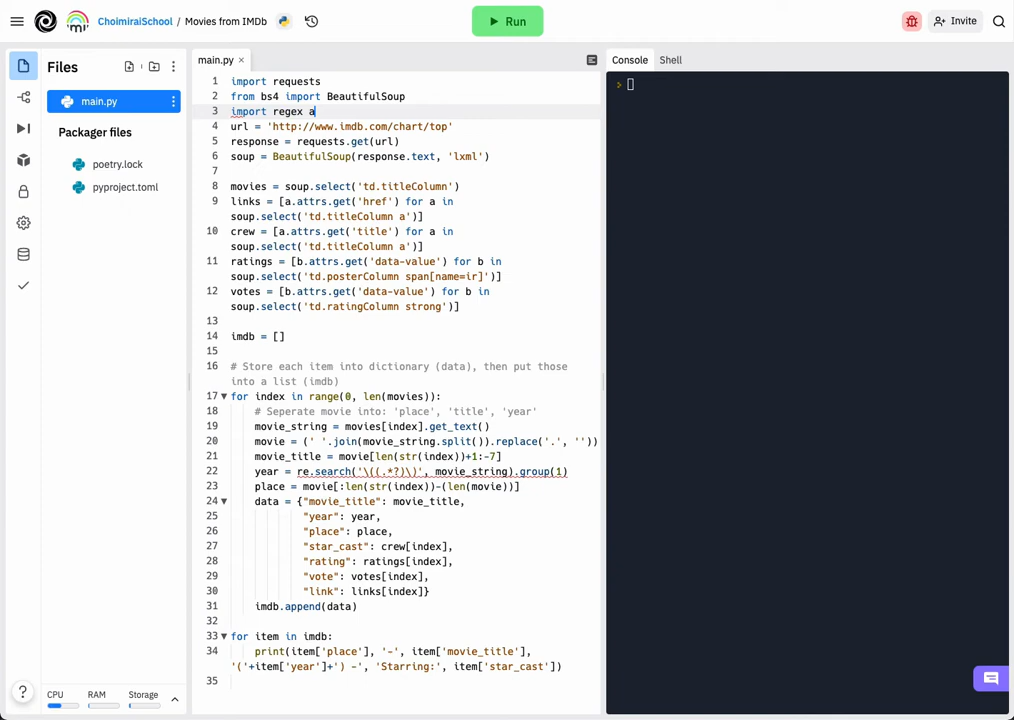 mi ChoimiraiSchool / Movies from IMDb Run Invite
Files
main.py
Packager files
poetry.lock
pyproject.toml
?
CPU RAM Storage
main.py ×
1 import requests
2 from bs4 import BeautifulSoup
3 import regex a
4 url = 'http://www.imdb.com/chart/top'
5 response = requests.get(url)
6 soup = BeautifulSoup(response.text, 'lxml')
7
8 movies = soup.select('td.titleColumn')
9 links = [a.attrs.get('href') for a in
soup.select('td.titleColumn a')]
10 crew = [a.attrs.get('title') for a in
soup.select('td.titleColumn a')]
11 ratings = [b.attrs.get('data-value') for b in
soup.select('td.posterColumn span[name=ir]')]
12 votes = [b.attrs.get('data-value') for b in
soup.select('td.ratingColumn strong')]
13
14 imdb = []
15
16 # Store each item into dictionary (data), then put those
into a list (imdb)
17 for index in range(0, len(movies)):
18 # Seperate movie into: 'place', 'title', 'year'
19 movie_string = movies[index].get_text()
20 movie = (' '.join(movie_string.split()).replace('.', ''))
21 movie_title = movie[len(str(index))+1:-7]
22 year = re.search('\((.*?)\)', movie_string).group(1)
23 place = movie[:len(str(index))-(len(movie))]
24 data = {"movie_title": movie_title,
25 "year": year,
26 "place": place,
27 "star_cast": crew[index],
28 "rating": ratings[index],
29 "vote": votes[index],
30 "link": links[index]}
31 imdb.append(data)
32
33 for item in imdb:
34 print(item['place'], '-', item['movie_title'],
'('+item['year']+') -', 'Starring:', item['star_cast'])
35
Console Shell
>